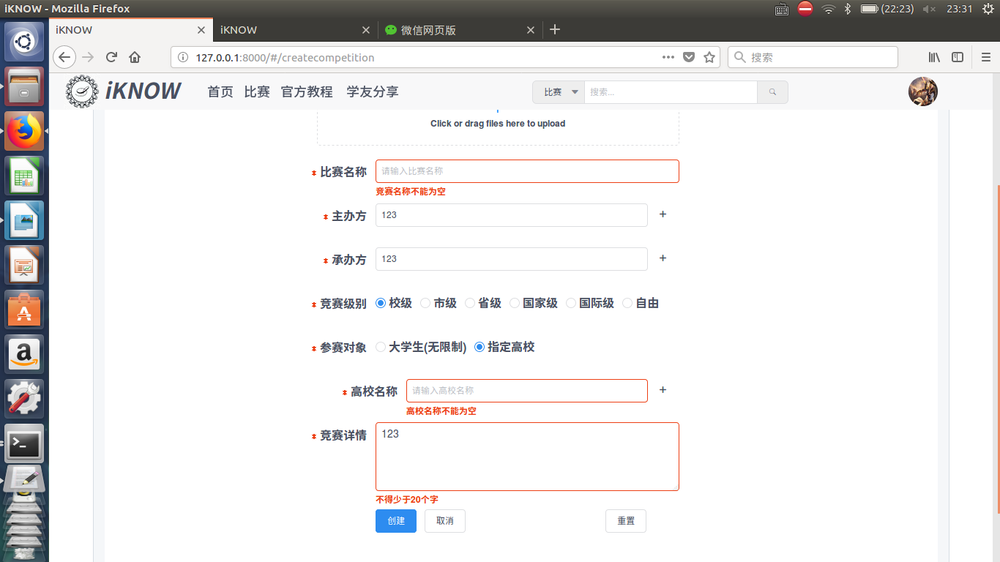 iKNOW - Mozilla Firefox
(22:23)
23:31
iKNOW
iKNOW
微信网页版
127.0.0.1:8000/#/createcompetition
搜索
iKNOW
首页 比赛 官方教程 学友分享
比赛
搜索...
Click or drag files here to upload
* 比赛名称
请输入比赛名称
竞赛名称不能为空
* 主办方
123
+
* 承办方
123
+
* 竞赛级别
校级 市级 省级 国家级 国际级 自由
* 参赛对象
大学生(无限制) 指定高校
* 高校名称
请输入高校名称
+
高校名称不能为空
* 竞赛详情
123
不得少于20个字
创建
取消
重置